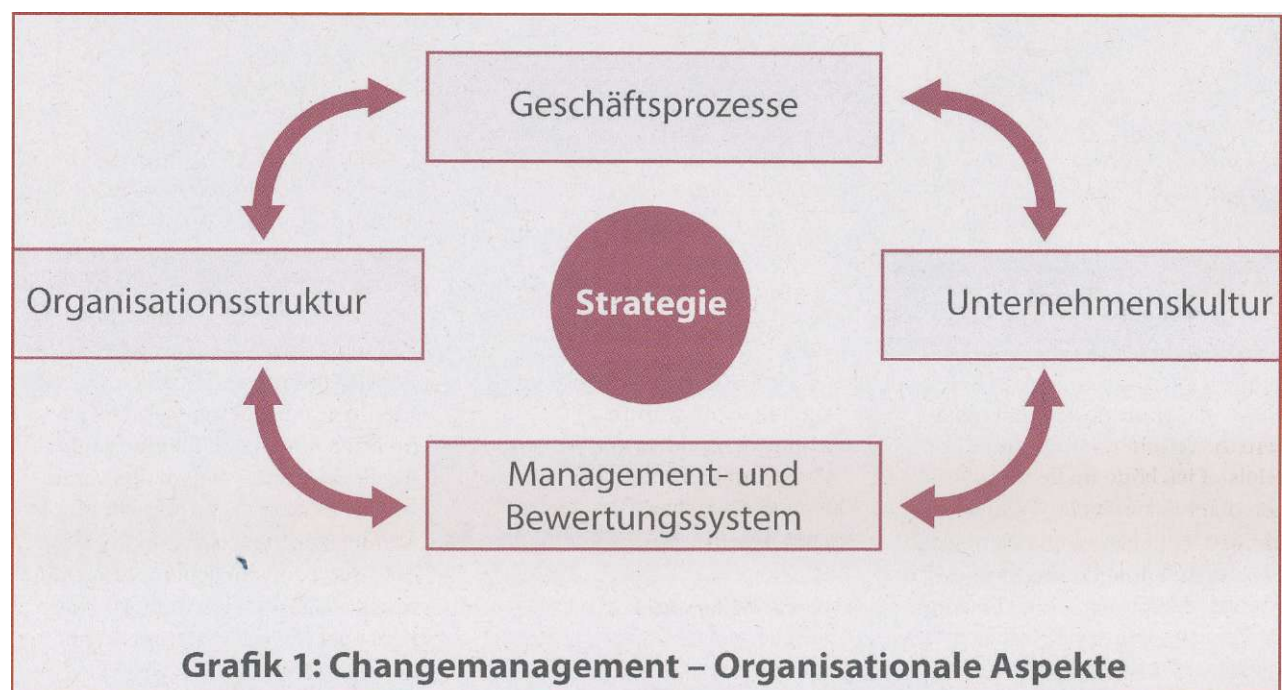 Geschäftsprozesse
Organisationsstruktur
Strategie
Unternehmenskultur
Management- und
Bewertungssystem
Grafik 1: Changemanagement – Organisationale Aspekte